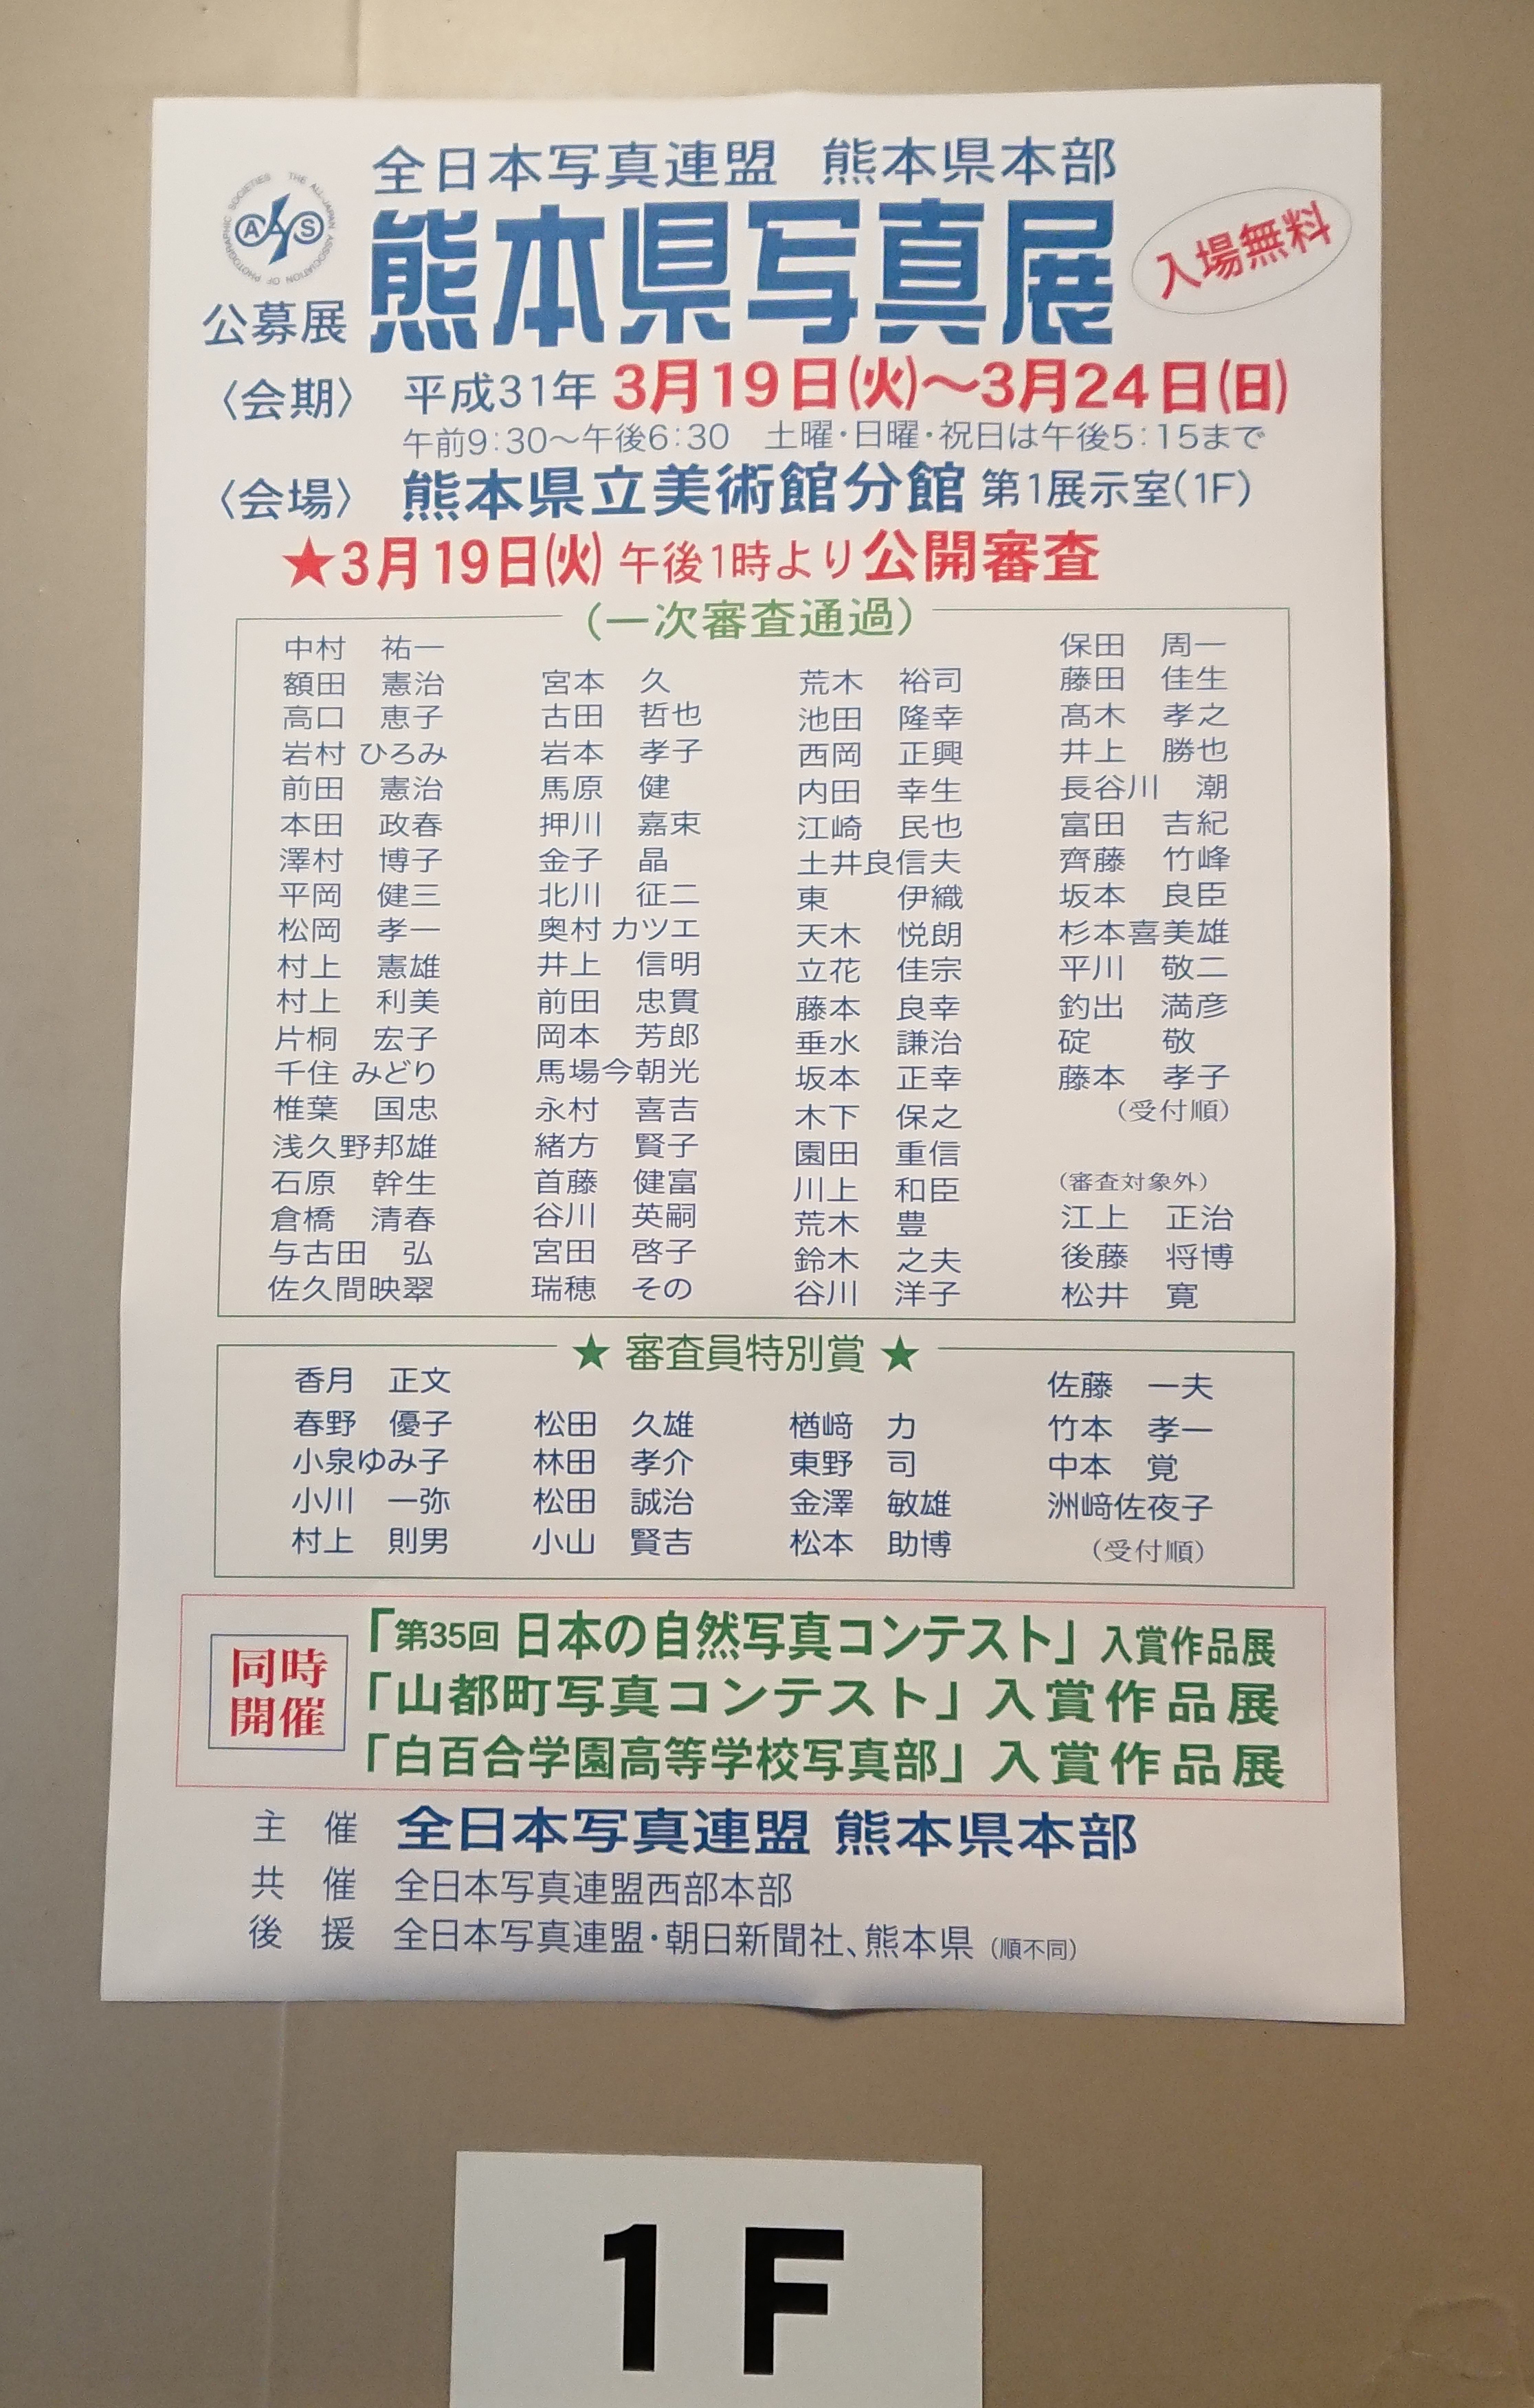 全日本写真連盟 熊本県本部
THE ALL-JAPAN ASSOCIATION OF PHOTOGRAPHIC SOCIETIES
AJS
公募展
熊本県写真展
入場無料
〈会期〉 平成31年 3月19日(火)～3月24日(日)
午前9:30～午後6:30 土曜・日曜・祝日は午後5:15まで
〈会場〉 熊本県立美術館分館 第1展示室(1F)
★3月19日(火) 午後1時より公開審査
(一次審査通過)
中村 祐一
額田 憲治
高口 恵子
岩村 ひろみ
前田 憲治
本田 政春
澤村 博子
平岡 健三
松岡 孝一
村上 憲雄
村上 利美
片桐 宏子
千住 みどり
椎葉 国忠
浅久野邦雄
石原 幹生
倉橋 清春
与古田 弘
佐久間映翠
宮本 久
古田 哲也
岩本 孝子
馬原 健
押川 嘉束
金子 晶
北川 征二
奥村 カツエ
井上 信明
前田 忠貫
岡本 芳郎
馬場今朝光
永村 喜吉
緒方 賢子
首藤 健富
谷川 英嗣
宮田 啓子
瑞穂 その
荒木 裕司
池田 隆幸
西岡 正興
内田 幸生
江崎 民也
土井良信夫
東 伊織
天木 悦朗
立花 佳宗
藤本 良幸
垂水 謙治
坂本 正幸
木下 保之
園田 重信
川上 和臣
荒木 豊
鈴木 之夫
谷川 洋子
保田 周一
藤田 佳生
髙木 孝之
井上 勝也
長谷川 潮
富田 吉紀
齊藤 竹峰
坂本 良臣
杉本喜美雄
平川 敬二
釣出 満彦
碇 敬
藤本 孝子
(受付順)
(審査対象外)
江上 正治
後藤 将博
松井 寛
★ 審査員特別賞 ★
香月 正文
春野 優子
小泉ゆみ子
小川 一弥
村上 則男
松田 久雄
林田 孝介
松田 誠治
小山 賢吉
楢﨑 力
東野 司
金澤 敏雄
松本 助博
佐藤 一夫
竹本 孝一
中本 覚
洲﨑佐夜子
(受付順)
同時
開催
「第35回 日本の自然写真コンテスト」入賞作品展
「山都町写真コンテスト」入賞作品展
「白百合学園高等学校写真部」入賞作品展
主 催 全日本写真連盟 熊本県本部
共 催 全日本写真連盟西部本部
後 援 全日本写真連盟・朝日新聞社、熊本県 (順不同)
1F